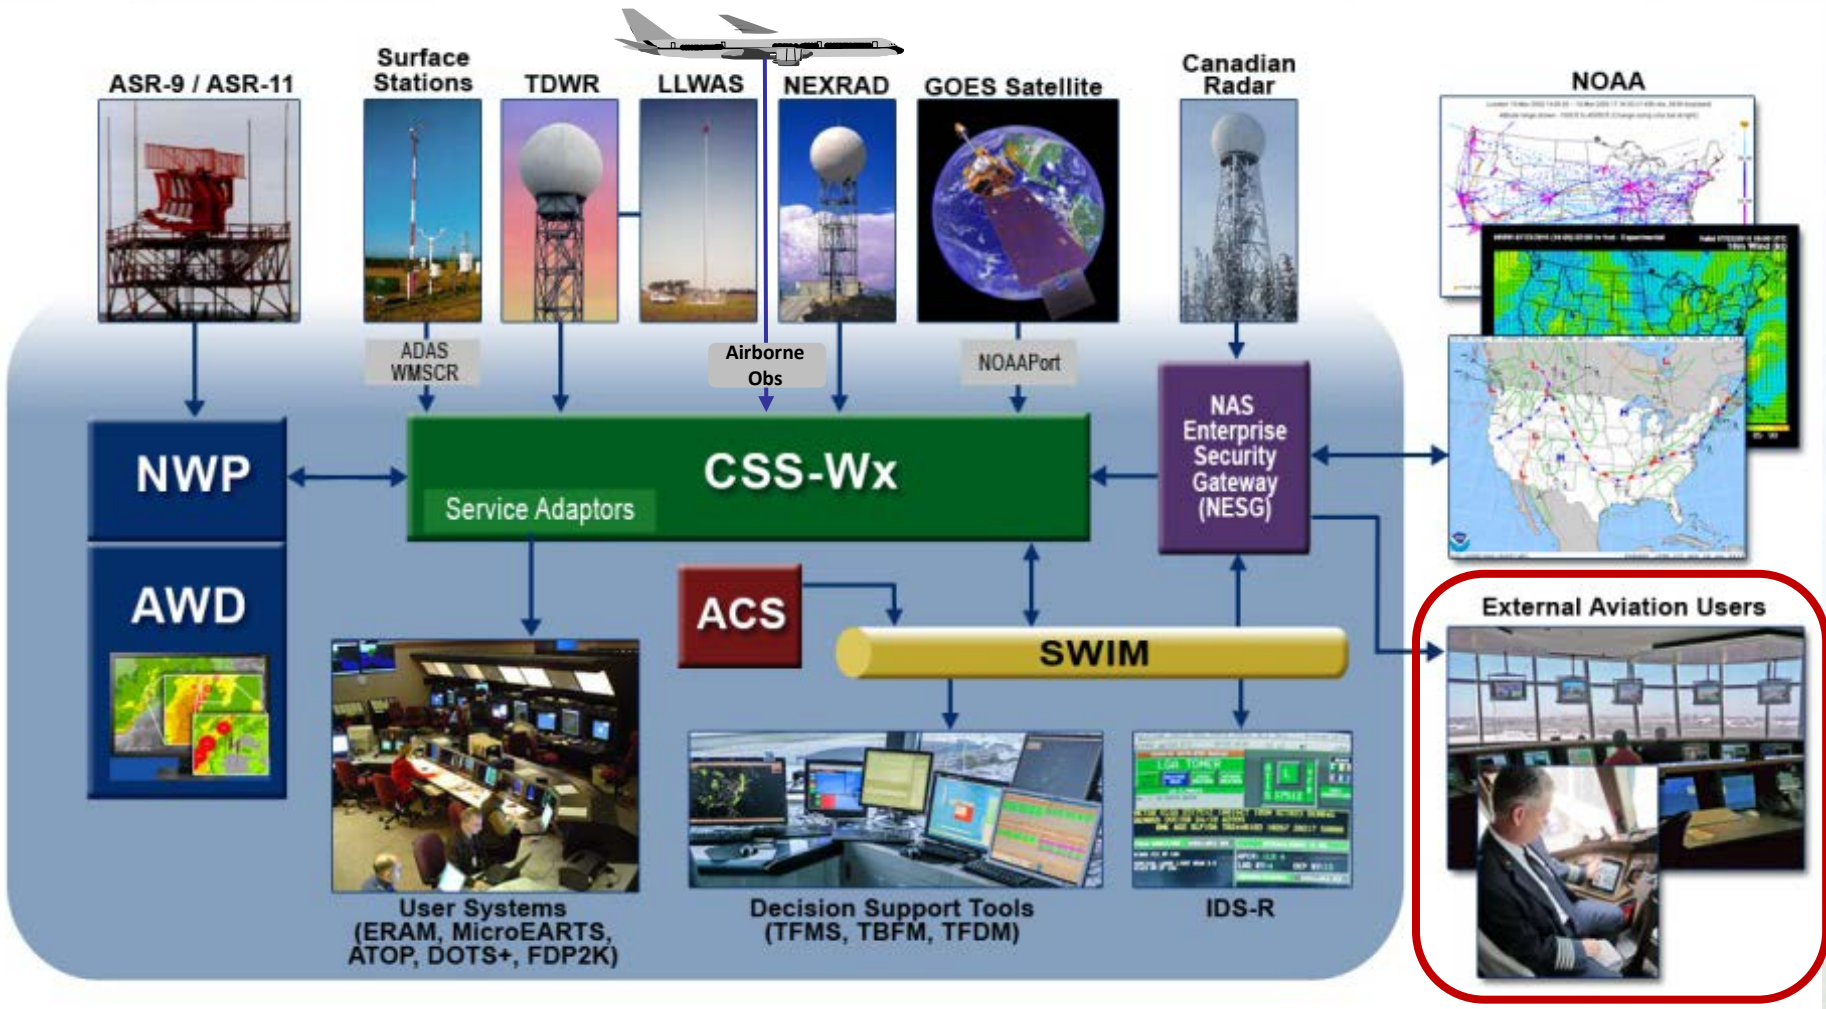 ASR-9 / ASR-11
Surface
Stations
TDWR
LLWAS
NEXRAD
GOES Satellite
Canadian
Radar
NOAA
ADAS
WMSCR
Airborne
Obs
NOAAPort
NWP
AWD
CSS-Wx
Service Adaptors
NAS
Enterprise
Security
Gateway
(NESG)
ACS
SWIM
External Aviation Users
LGA TOWER
User Systems
(ERAM, MicroEARTS,
ATOP, DOTS+, FDP2K)
Decision Support Tools
(TFMS, TBFM, TFDM)
IDS-R